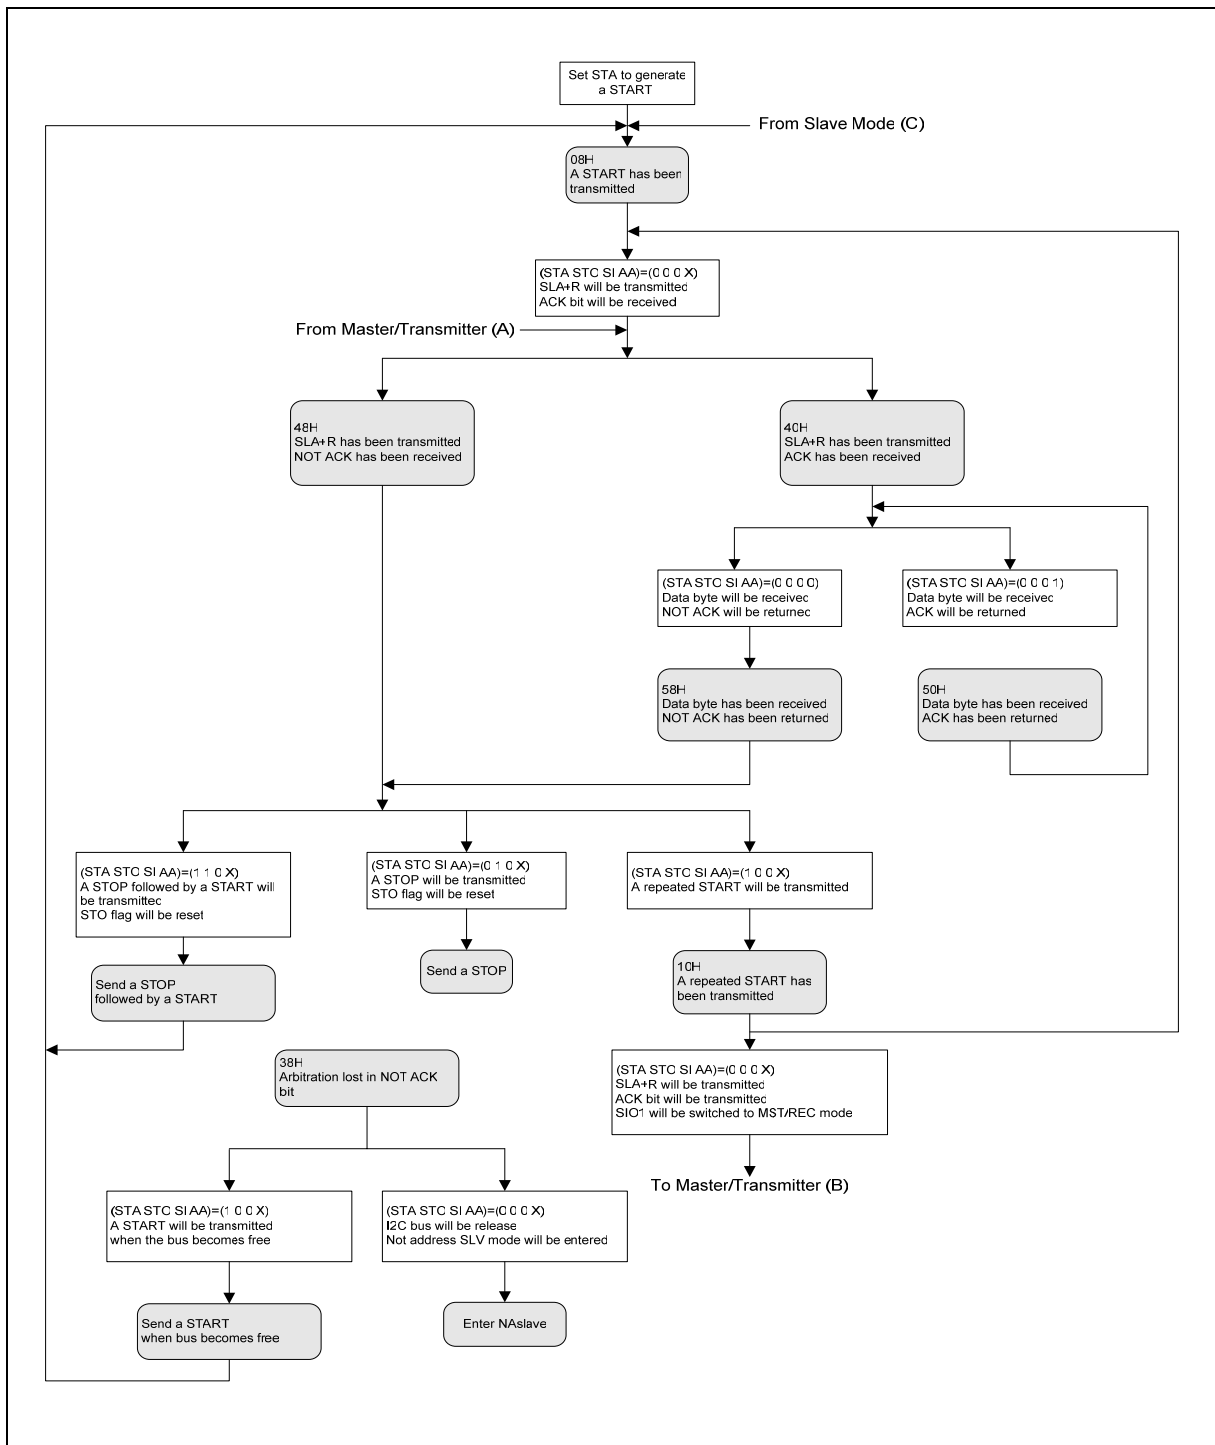 Set STA to generate
a START
From Slave Mode (C)
08H
A START has been
transmitted
(STA STO SI AA)=(0 0 0 X)
SLA+R will be transmitted
ACK bit will be received
From Master/Transmitter (A)
48H
SLA+R has been transmitted
NOT ACK has been received
40H
SLA+R has been transmitted
ACK has been received
(STA STO SI AA)=(0 0 0 0)
Data byte will be received
NOT ACK will be returned
(STA STO SI AA)=(0 0 0 1)
Data byte will be received
ACK will be returned
58H
Data byte has been received
NOT ACK has been returned
50H
Data byte has been received
ACK has been returned
(STA STO SI AA)=(1 1 0 X)
A STOP followed by a START will
be transmitted
STO flag will be reset
(STA STO SI AA)=(0 1 0 X)
A STOP will be transmitted
STO flag will be reset
(STA STO SI AA)=(1 0 0 X)
A repeated START will be transmitted
Send a STOP
followed by a START
Send a STOP
10H
A repeated START has
been transmitted
38H
Arbitration lost in NOT ACK
bit
(STA STO SI AA)=(0 0 0 X)
SLA+R will be transmitted
ACK bit will be transmitted
SIO1 will be switched to MST/REC mode
To Master/Transmitter (B)
(STA STO SI AA)=(1 0 0 X)
A START will be transmitted
when the bus becomes free
(STA STO SI AA)=(0 0 0 X)
I2C bus will be release
Not address SLV mode will be entered
Send a START
when bus becomes free
Enter NAslave